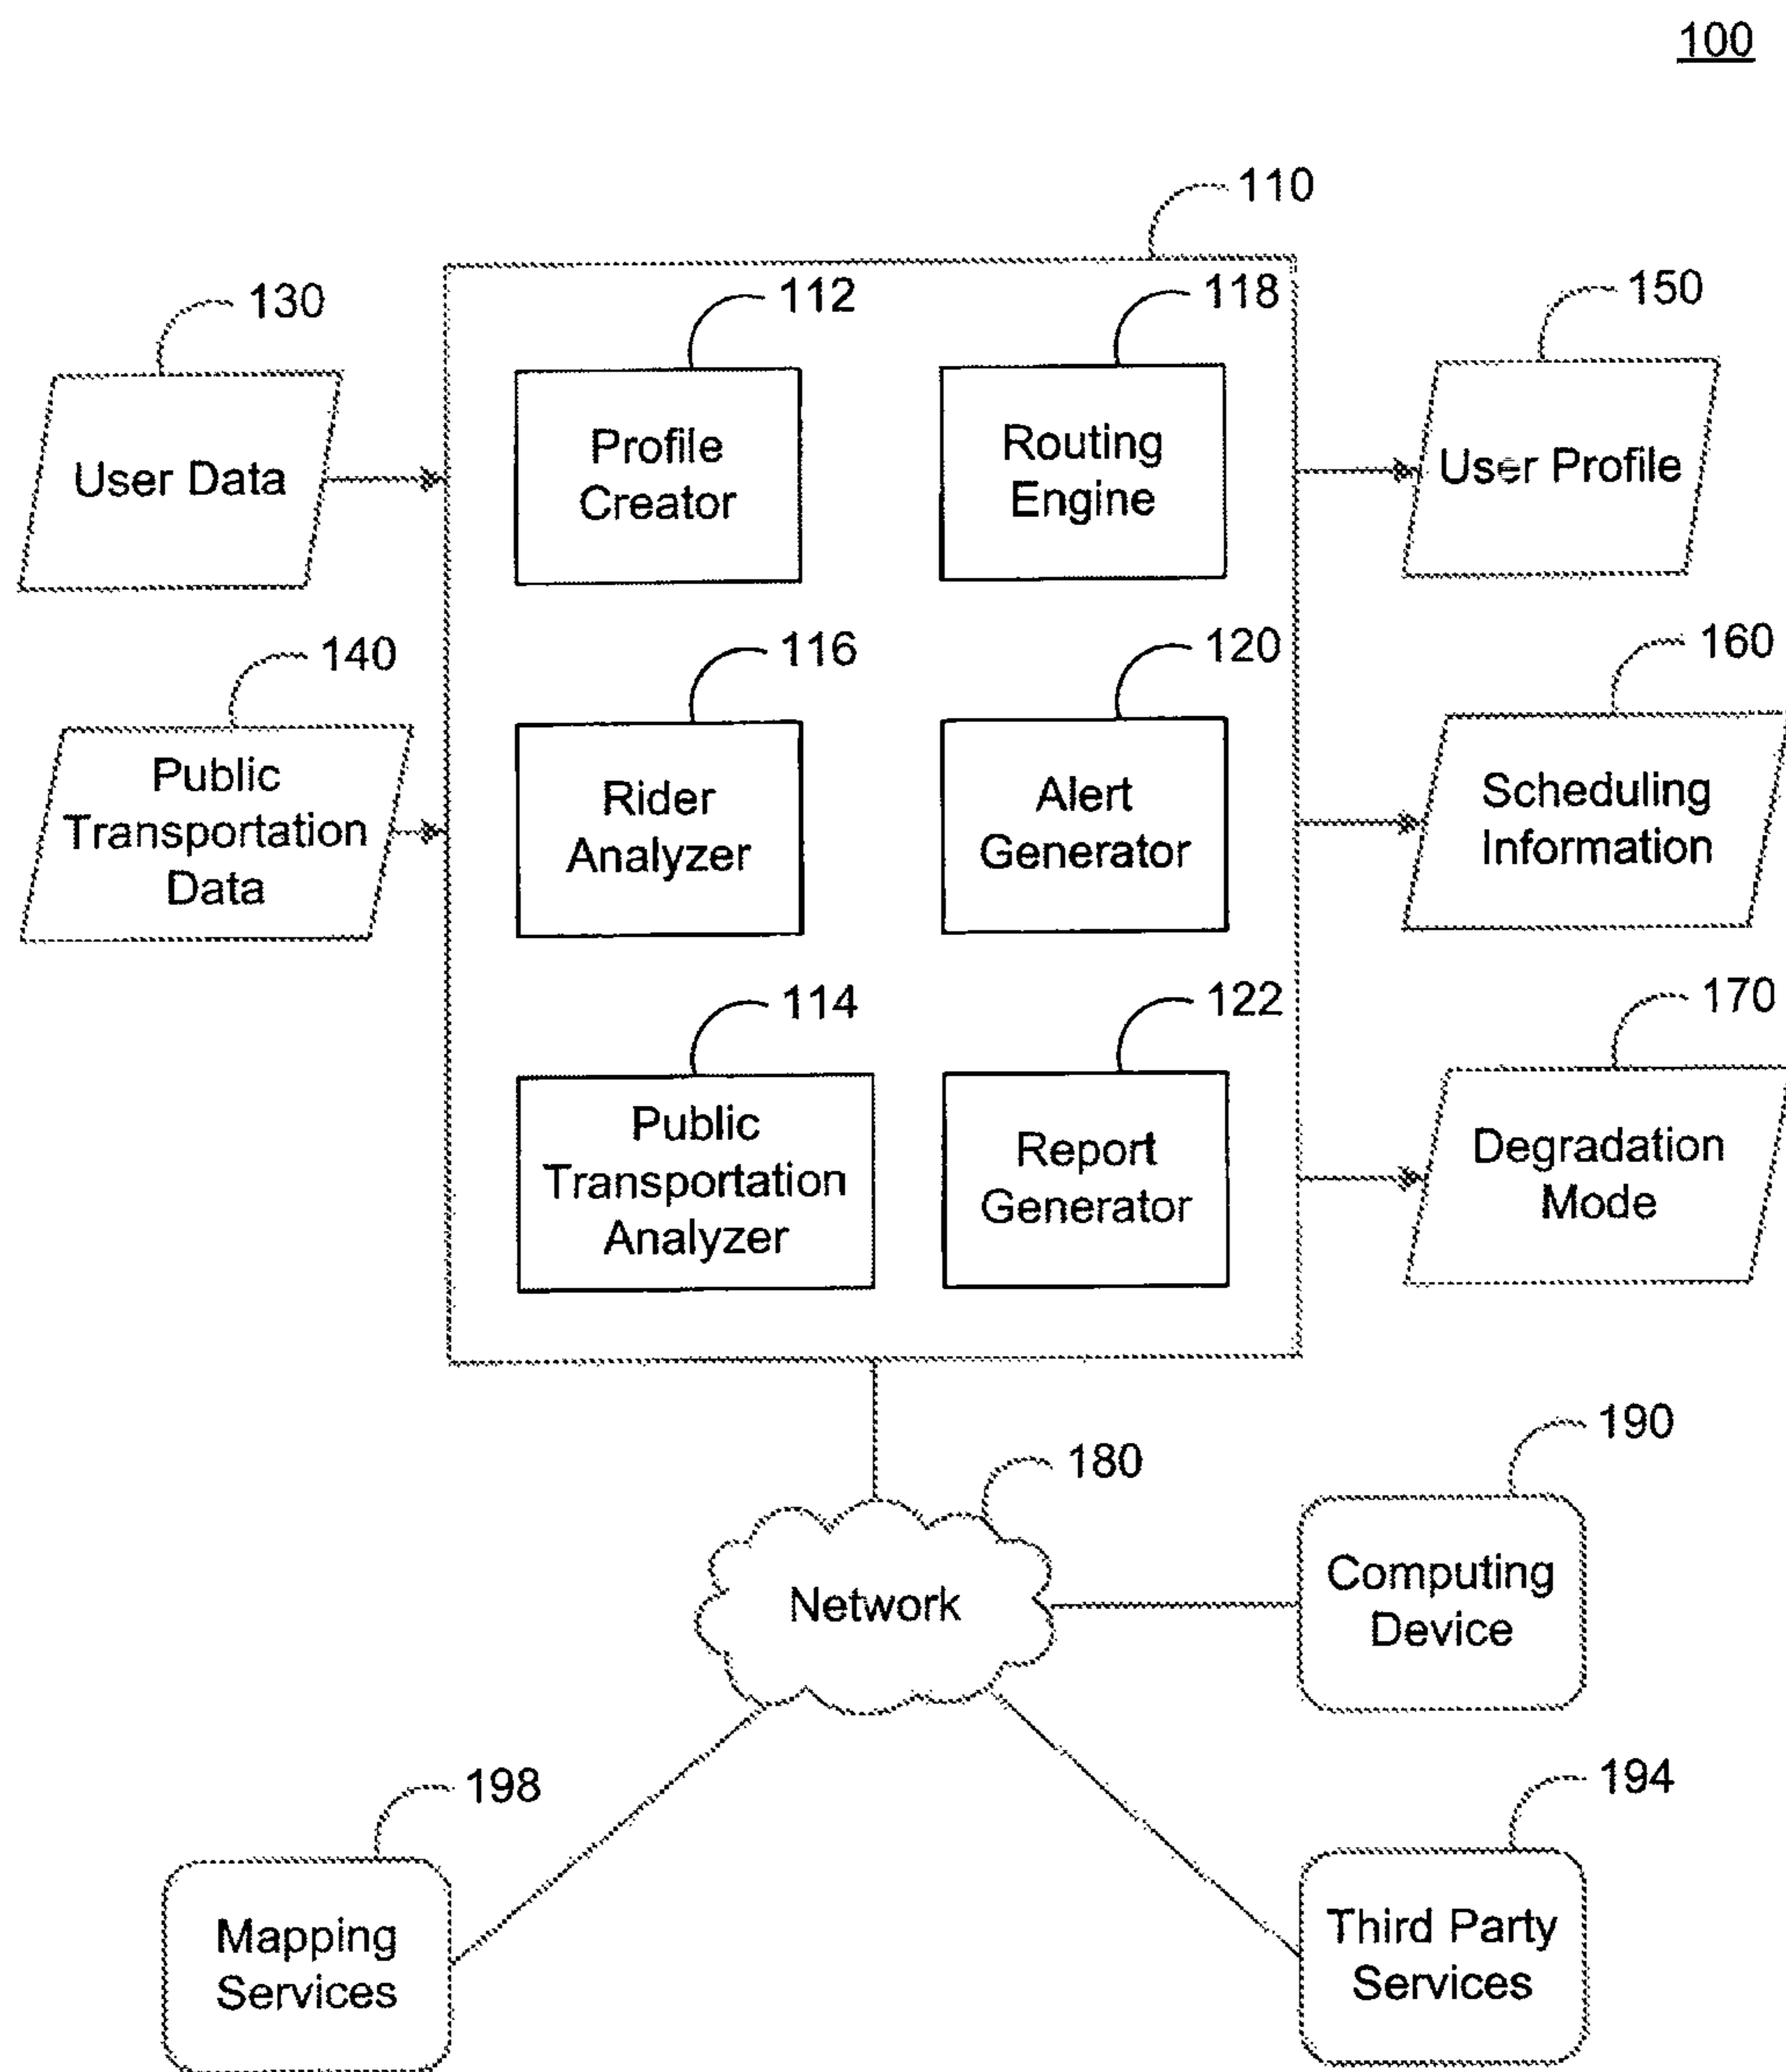 100
110
130
112
118
150
User Data
Profile
Creator
Routing
Engine
User Profile
140
116
120
160
Public
Transportation
Data
Rider
Analyzer
Alert
Generator
Scheduling
Information
114
122
170
Public
Transportation
Analyzer
Report
Generator
Degradation
Mode
180
190
Network
Computing
Device
198
194
Mapping
Services
Third Party
Services